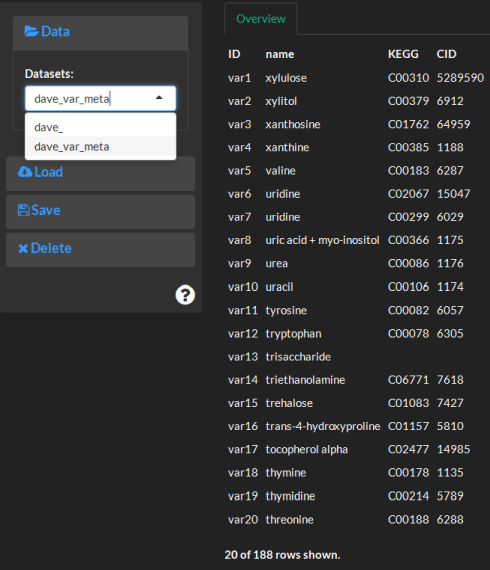 Data
Datasets:
dave_var_meta
dave_
dave_var_meta
Load
Save
Delete
?
Overview
ID name KEGG CID
var1 xylulose C00310 5289590
var2 xylitol C00379 6912
var3 xanthosine C01762 64959
var4 xanthine C00385 1188
var5 valine C00183 6287
var6 uridine C02067 15047
var7 uridine C00299 6029
var8 uric acid + myo-inositol C00366 1175
var9 urea C00086 1176
var10 uracil C00106 1174
var11 tyrosine C00082 6057
var12 tryptophan C00078 6305
var13 trisaccharide
var14 triethanolamine C06771 7618
var15 trehalose C01083 7427
var16 trans-4-hydroxyproline C01157 5810
var17 tocopherol alpha C02477 14985
var18 thymine C00178 1135
var19 thymidine C00214 5789
var20 threonine C00188 6288
20 of 188 rows shown.